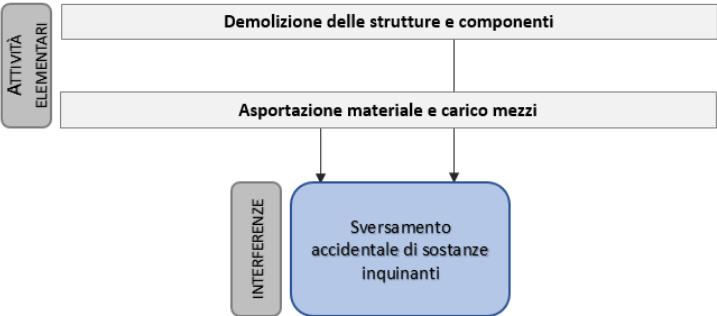 ATTIVITÀ
ELEMENTARI
Demolizione delle strutture e componenti
Asportazione materiale e carico mezzi
INTERFERENZE
Sversamento
accidentale di sostanze
inquinanti